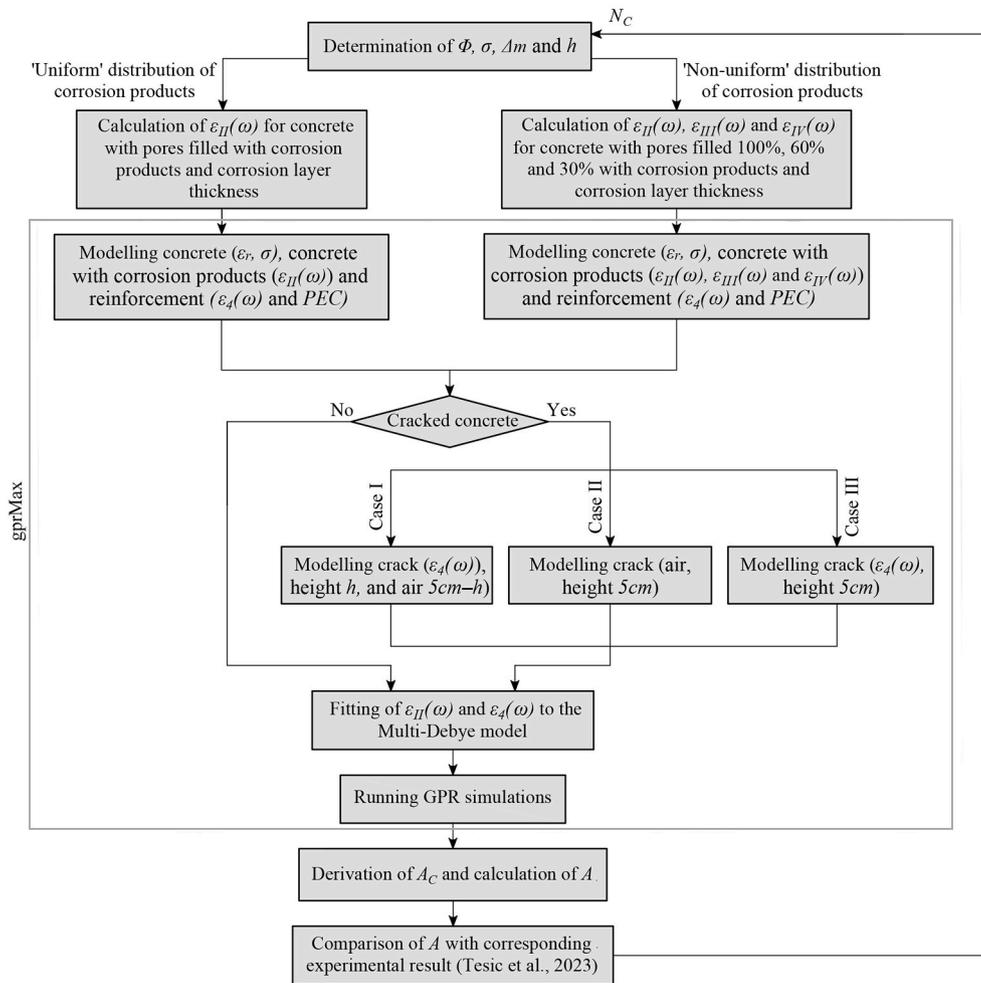 N_C
Determination of Φ, σ, Δm and h
'Uniform' distribution of
corrosion products
'Non-uniform' distribution
of corrosion products
Calculation of ε_II(ω) for concrete
with pores filled with corrosion
products and corrosion layer
thickness
Calculation of ε_II(ω), ε_III(ω) and ε_IV(ω)
for concrete with pores filled 100%, 60%
and 30% with corrosion products and
corrosion layer thickness
Modelling concrete (ε_r, σ), concrete
with corrosion products (ε_II(ω)) and
reinforcement (ε_4(ω) and PEC)
Modelling concrete (ε_r, σ), concrete with
corrosion products (ε_II(ω), ε_III(ω) and ε_IV(ω))
and reinforcement (ε_4(ω) and PEC)
No
Cracked concrete
Yes
gprMax
Case I
Case II
Case III
Modelling crack (ε_4(ω)),
height h, and air 5cm–h)
Modelling crack (air,
height 5cm)
Modelling crack (ε_4(ω),
height 5cm)
Fitting of ε_II(ω) and ε_4(ω) to the
Multi-Debye model
Running GPR simulations
Derivation of A_C and calculation of A
Comparison of A with corresponding
experimental result (Tesic et al., 2023)